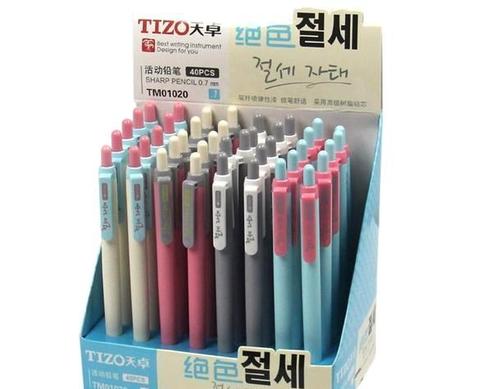 TIZO天卓
Best writing instrument
Design for you
绝色
절세
活动铅笔 40PCS
SHARP PENCIL 0.7 mm
TM01020
절세 자태
TIZO天卓
活动铅笔 40PCS
绝色
절세